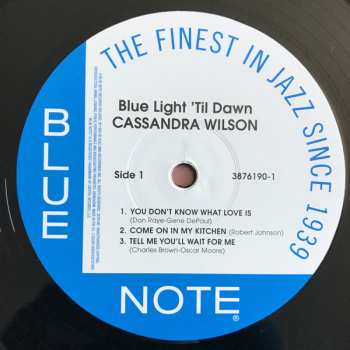 THE FINEST IN JAZZ SINCE 1939
Blue Light 'Til Dawn
CASSANDRA WILSON
Side 1
3876190-1
1. YOU DON'T KNOW WHAT LOVE IS
(Don Raye-Gene DePaul)
2. COME ON IN MY KITCHEN (Robert Johnson)
3. TELL ME YOU'LL WAIT FOR ME
(Charles Brown-Oscar Moore)
BLUE
NOTE®